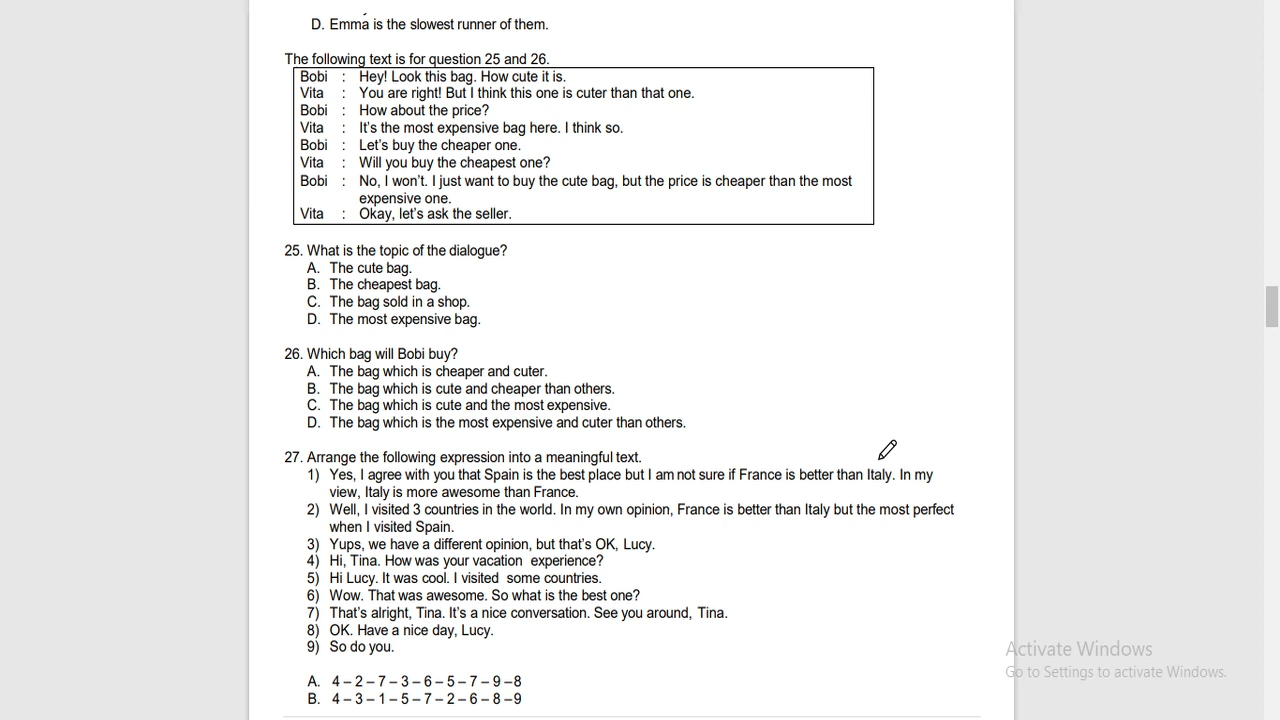 D. Emma is the slowest runner of them.
The following text is for question 25 and 26.
Bobi : Hey! Look this bag. How cute it is.
Vita : You are right! But I think this one is cuter than that one.
Bobi : How about the price?
Vita : It's the most expensive bag here. I think so.
Bobi : Let's buy the cheaper one.
Vita : Will you buy the cheapest one?
Bobi : No, I won't. I just want to buy the cute bag, but the price is cheaper than the most
expensive one.
Vita : Okay, let's ask the seller.
25. What is the topic of the dialogue?
A. The cute bag.
B. The cheapest bag.
C. The bag sold in a shop.
D. The most expensive bag.
26. Which bag will Bobi buy?
A. The bag which is cheaper and cuter.
B. The bag which is cute and cheaper than others.
C. The bag which is cute and the most expensive.
D. The bag which is the most expensive and cuter than others.
27. Arrange the following expression into a meaningful text.
1) Yes, I agree with you that Spain is the best place but I am not sure if France is better than Italy. In my
view, Italy is more awesome than France.
2) Well, I visited 3 countries in the world. In my own opinion, France is better than Italy but the most perfect
when I visited Spain.
3) Yups, we have a different opinion, but that's OK, Lucy.
4) Hi, Tina. How was your vacation experience?
5) Hi Lucy. It was cool. I visited some countries.
6) Wow. That was awesome. So what is the best one?
7) That's alright, Tina. It's a nice conversation. See you around, Tina.
8) OK. Have a nice day, Lucy.
9) So do you.
A. 4 – 2 – 7 – 3 – 6 – 5 – 7 – 9 –8
B. 4 – 3 – 1 – 5 – 7 – 2 – 6 – 8 –9
Activate Windows
Go to Settings to activate Windows.